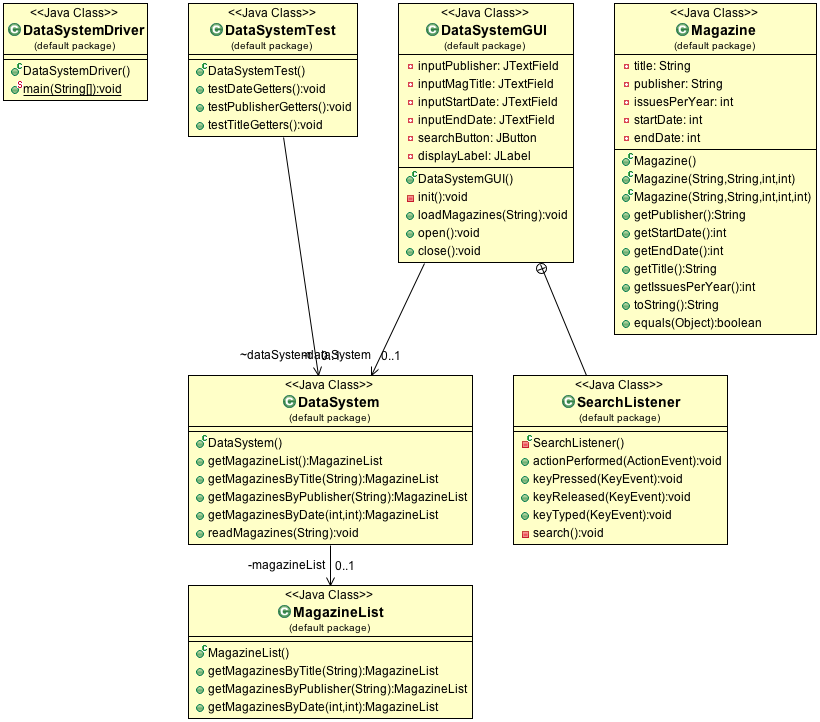 <<Java Class>>
DataSystemDriver
(default package)
DataSystemDriver()
main(String[]):void
<<Java Class>>
DataSystemTest
(default package)
DataSystemTest()
testDateGetters():void
testPublisherGetters():void
testTitleGetters():void
<<Java Class>>
DataSystemGUI
(default package)
inputPublisher: JTextField
inputMagTitle: JTextField
inputStartDate: JTextField
inputEndDate: JTextField
searchButton: JButton
displayLabel: JLabel
DataSystemGUI()
init():void
loadMagazines(String):void
open():void
close():void
<<Java Class>>
Magazine
(default package)
title: String
publisher: String
issuesPerYear: int
startDate: int
endDate: int
Magazine()
Magazine(String,String,int,int)
Magazine(String,String,int,int,int)
getPublisher():String
getStartDate():int
getEndDate():int
getTitle():String
getIssuesPerYear():int
toString():String
equals(Object):boolean
~dataSystem 0..1
-dataSystem 0..1
<<Java Class>>
DataSystem
(default package)
DataSystem()
getMagazineList():MagazineList
getMagazinesByTitle(String):MagazineList
getMagazinesByPublisher(String):MagazineList
getMagazinesByDate(int,int):MagazineList
readMagazines(String):void
<<Java Class>>
SearchListener
(default package)
SearchListener()
actionPerformed(ActionEvent):void
keyPressed(KeyEvent):void
keyReleased(KeyEvent):void
keyTyped(KeyEvent):void
search():void
-magazineList 0..1
<<Java Class>>
MagazineList
(default package)
MagazineList()
getMagazinesByTitle(String):MagazineList
getMagazinesByPublisher(String):MagazineList
getMagazinesByDate(int,int):MagazineList